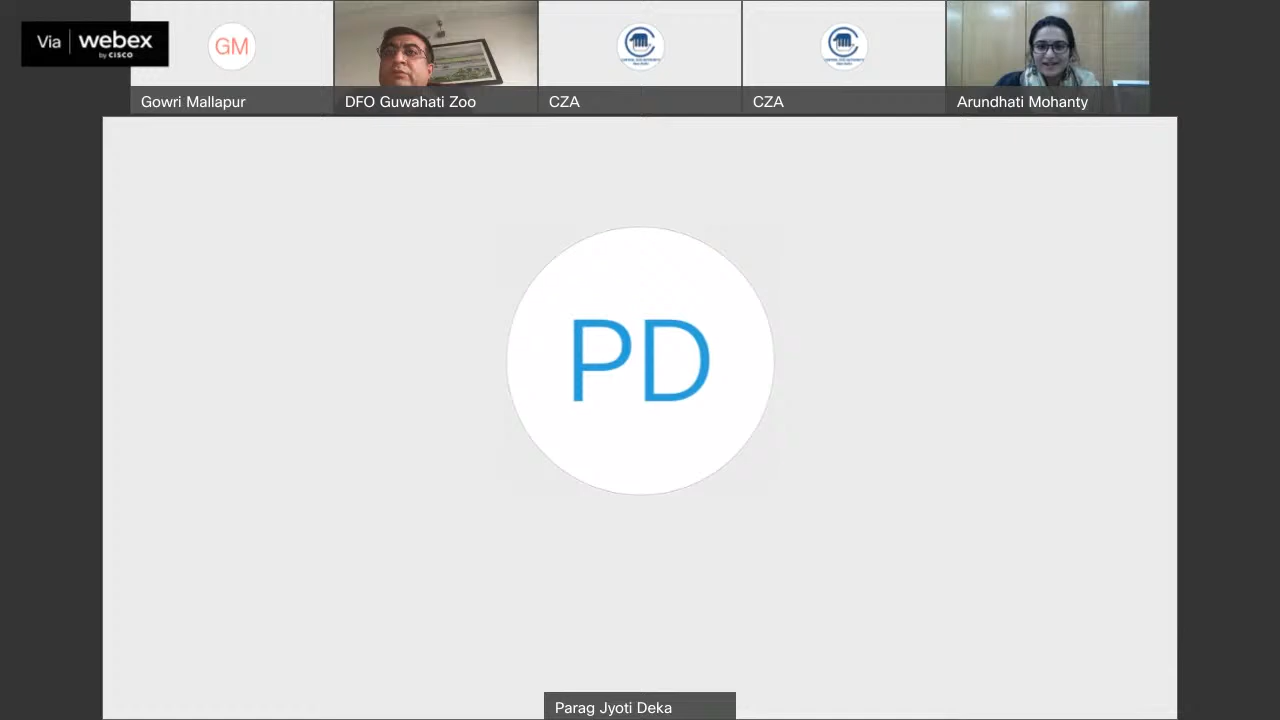 Via webex
by CISCO
GM
Gowri Mallapur
DFO Guwahati Zoo
CZA
CZA
Arundhati Mohanty
PD
Parag Jyoti Deka